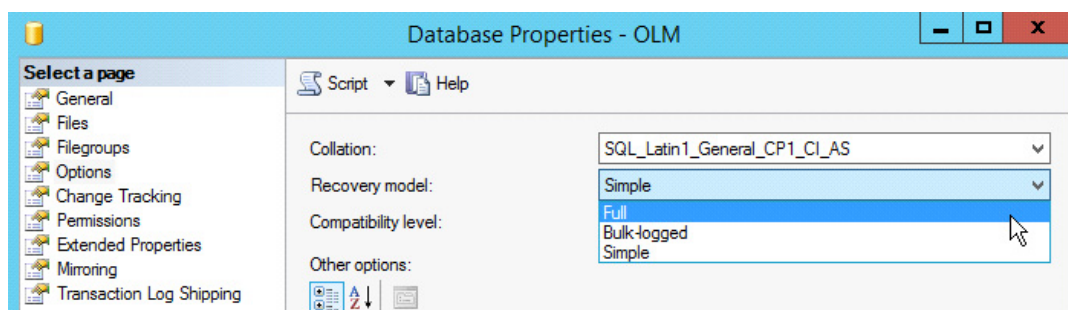 Database Properties - OLM
Select a page
General
Files
Filegroups
Options
Change Tracking
Permissions
Extended Properties
Mirroring
Transaction Log Shipping
Script Help
Collation: SQL_Latin1_General_CP1_CI_AS
Recovery model: Simple
Full
Compatibility level:
Bulk-logged
Simple
Other options: